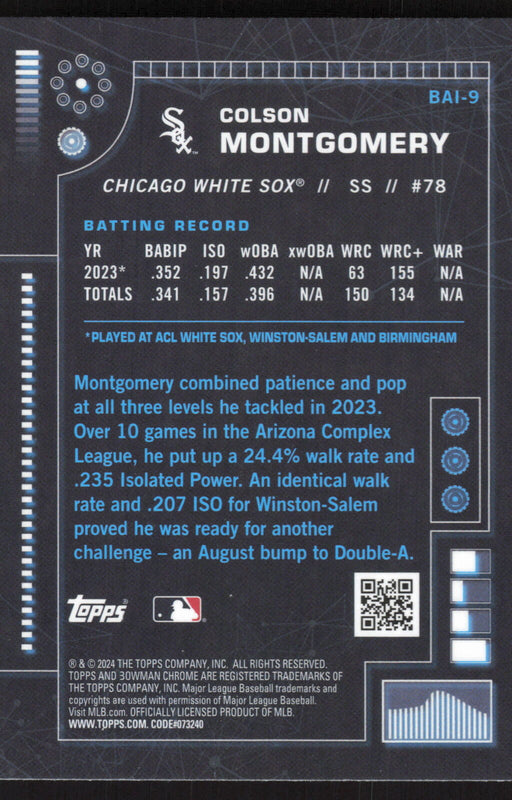 BAI-9
Sox™
COLSON
MONTGOMERY
CHICAGO WHITE SOX® // SS // #78
BATTING RECORD
YR BABIP ISO wOBA xwOBA WRC WRC+ WAR
2023* .352 .197 .432 N/A 63 155 N/A
TOTALS .341 .157 .396 N/A 150 134 N/A
*PLAYED AT ACL WHITE SOX, WINSTON-SALEM AND BIRMINGHAM
Montgomery combined patience and pop
at all three levels he tackled in 2023.
Over 10 games in the Arizona Complex
League, he put up a 24.4% walk rate and
.235 Isolated Power. An identical walk
rate and .207 ISO for Winston-Salem
proved he was ready for another
challenge – an August bump to Double-A.
Topps®
® & © 2024 THE TOPPS COMPANY, INC. ALL RIGHTS RESERVED.
TOPPS AND BOWMAN CHROME ARE REGISTERED TRADEMARKS OF
THE TOPPS COMPANY, INC. Major League Baseball trademarks and
copyrights are used with permission of Major League Baseball.
Visit MLB.com. OFFICIALLY LICENSED PRODUCT OF MLB.
WWW.TOPPS.COM. CODE#073240